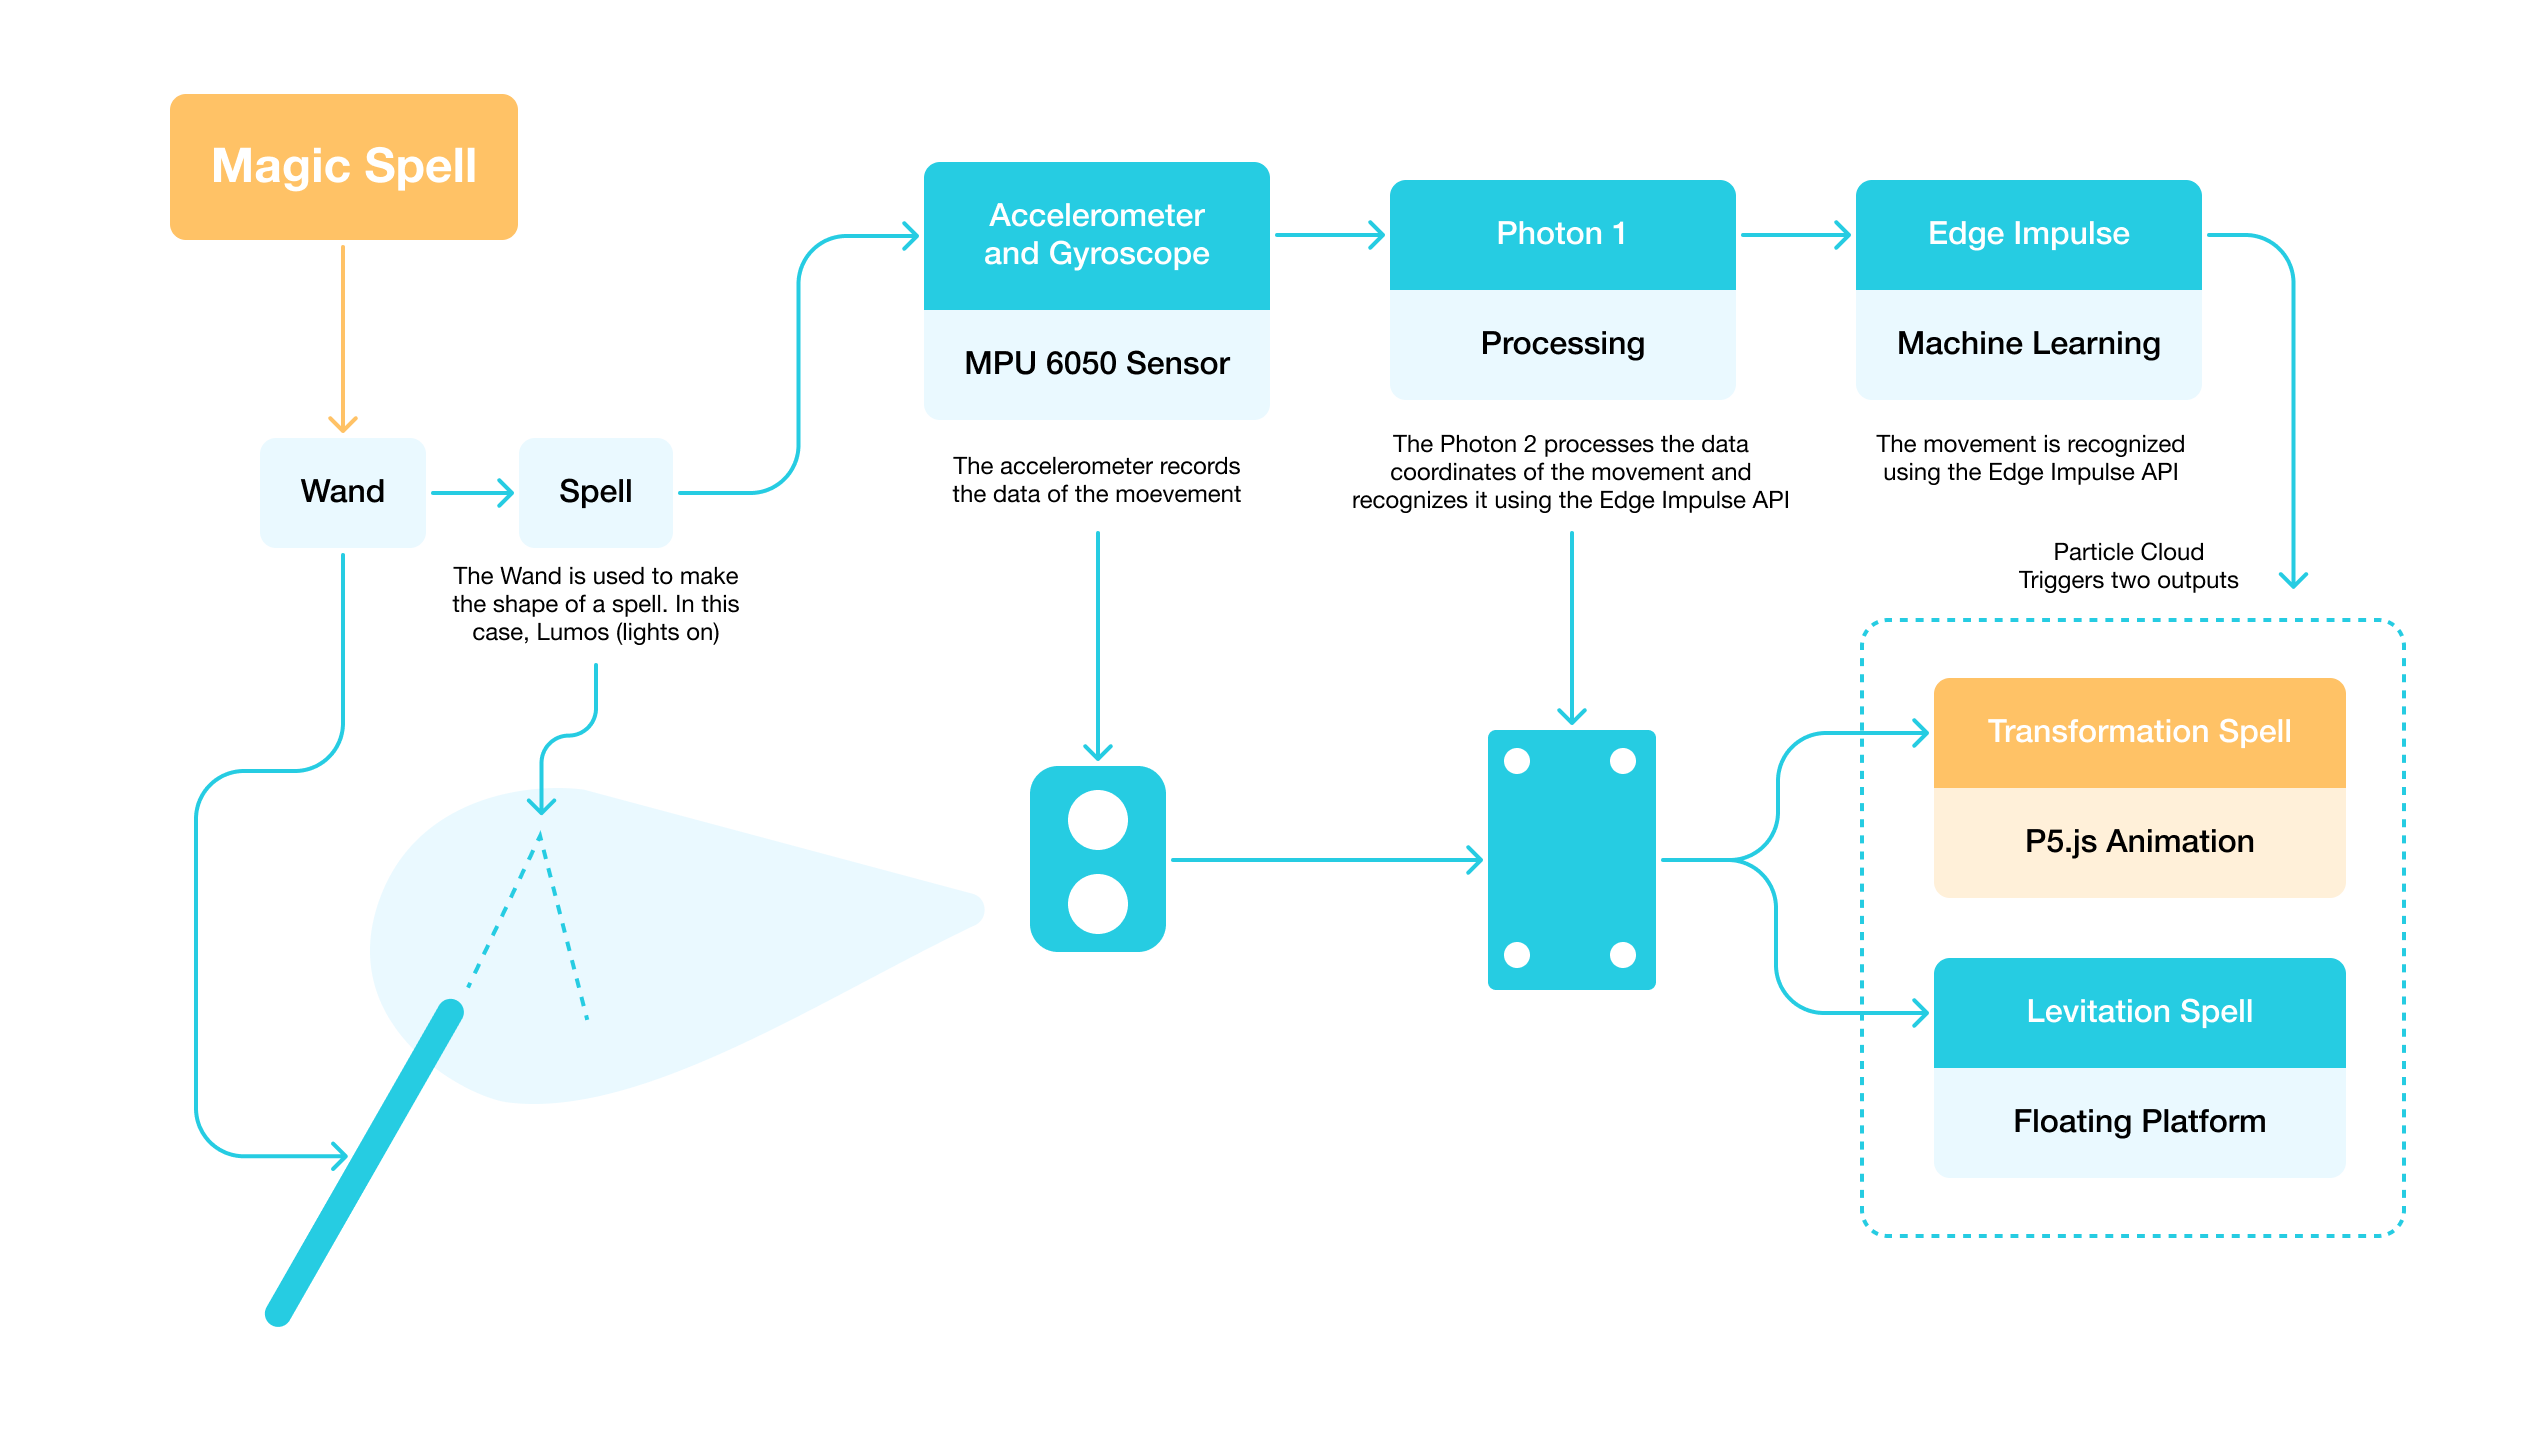 Magic Spell
Wand
Spell
The Wand is used to make
the shape of a spell. In this
case, Lumos (lights on)
Accelerometer
and Gyroscope
MPU 6050 Sensor
The accelerometer records
the data of the moevement
Photon 1
Processing
The Photon 2 processes the data
coordinates of the movement and
recognizes it using the Edge Impulse API
Edge Impulse
Machine Learning
The movement is recognized
using the Edge Impulse API
Particle Cloud
Triggers two outputs
Transformation Spell
P5.js Animation
Levitation Spell
Floating Platform